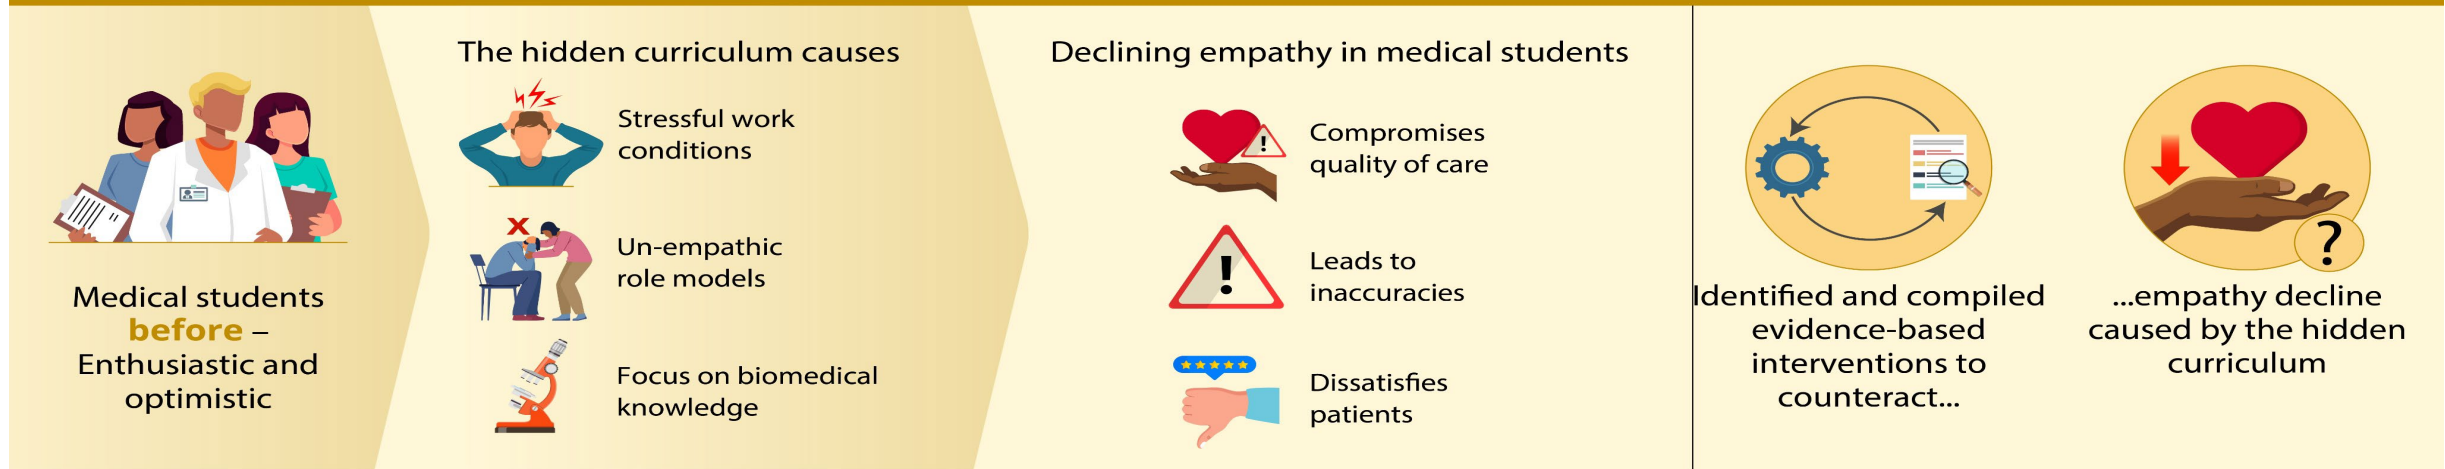 Medical students
before –
Enthusiastic and
optimistic
The hidden curriculum causes
Stressful work
conditions
Un-empathic
role models
Focus on biomedical
knowledge
Declining empathy in medical students
Compromises
quality of care
Leads to
inaccuracies
Dissatisfies
patients
Identified and compiled
evidence-based
interventions to
counteract...
...empathy decline
caused by the hidden
curriculum